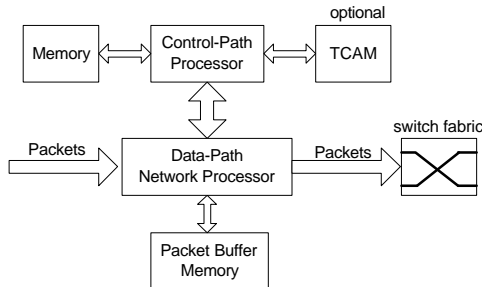 optional
Memory
Control-Path
Processor
TCAM
switch fabric
Packets
Data-Path
Network Processor
Packets
Packet Buffer
Memory